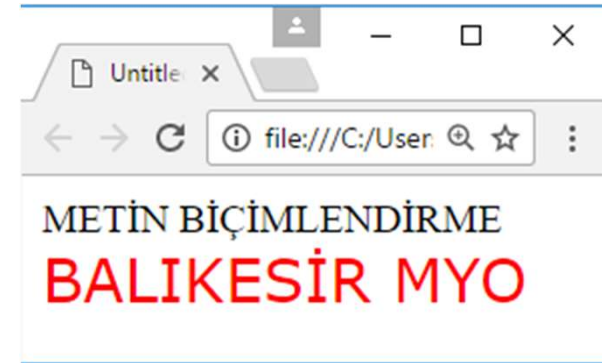 Untitle
file:///C:/User
METİN BİÇİMLENDİRME
BALIKESİR MYO